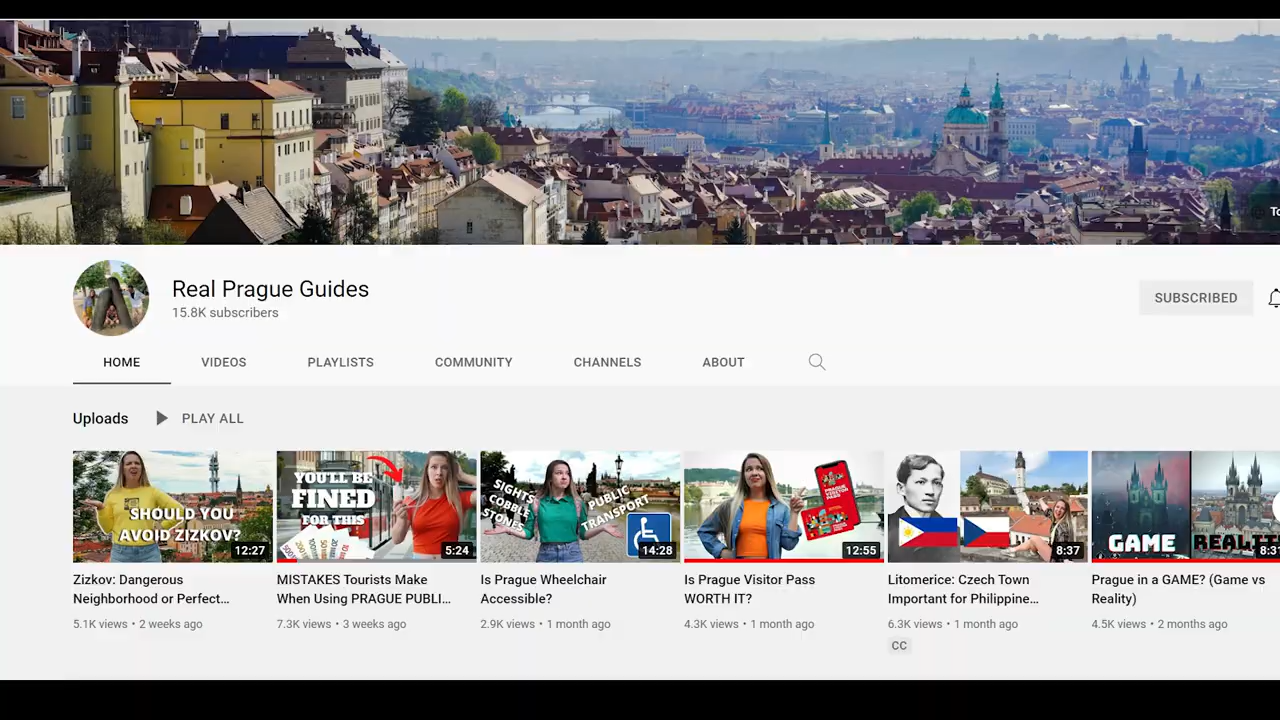 To
Real Prague Guides
15.8K subscribers
SUBSCRIBED
HOME VIDEOS PLAYLISTS COMMUNITY CHANNELS ABOUT
Uploads PLAY ALL
SHOULD YOU
AVOID ZIZKOV?
12:27
Zizkov: Dangerous
Neighborhood or Perfect...
5.1K views • 2 weeks ago
YOU'LL BE
FINED
FOR THIS
5:24
MISTAKES Tourists Make
When Using PRAGUE PUBLI...
7.3K views • 3 weeks ago
SIGHTS
COBBLE
STONES
PUBLIC
TRANSPORT
14:28
Is Prague Wheelchair
Accessible?
2.9K views • 1 month ago
PRAGUE
VISITOR
PASS
12:55
Is Prague Visitor Pass
WORTH IT?
4.3K views • 1 month ago
8:37
Litomerice: Czech Town
Important for Philippine...
6.3K views • 1 month ago
CC
GAME REALIT
8:31
Prague in a GAME? (Game vs
Reality)
4.5K views • 2 months ago